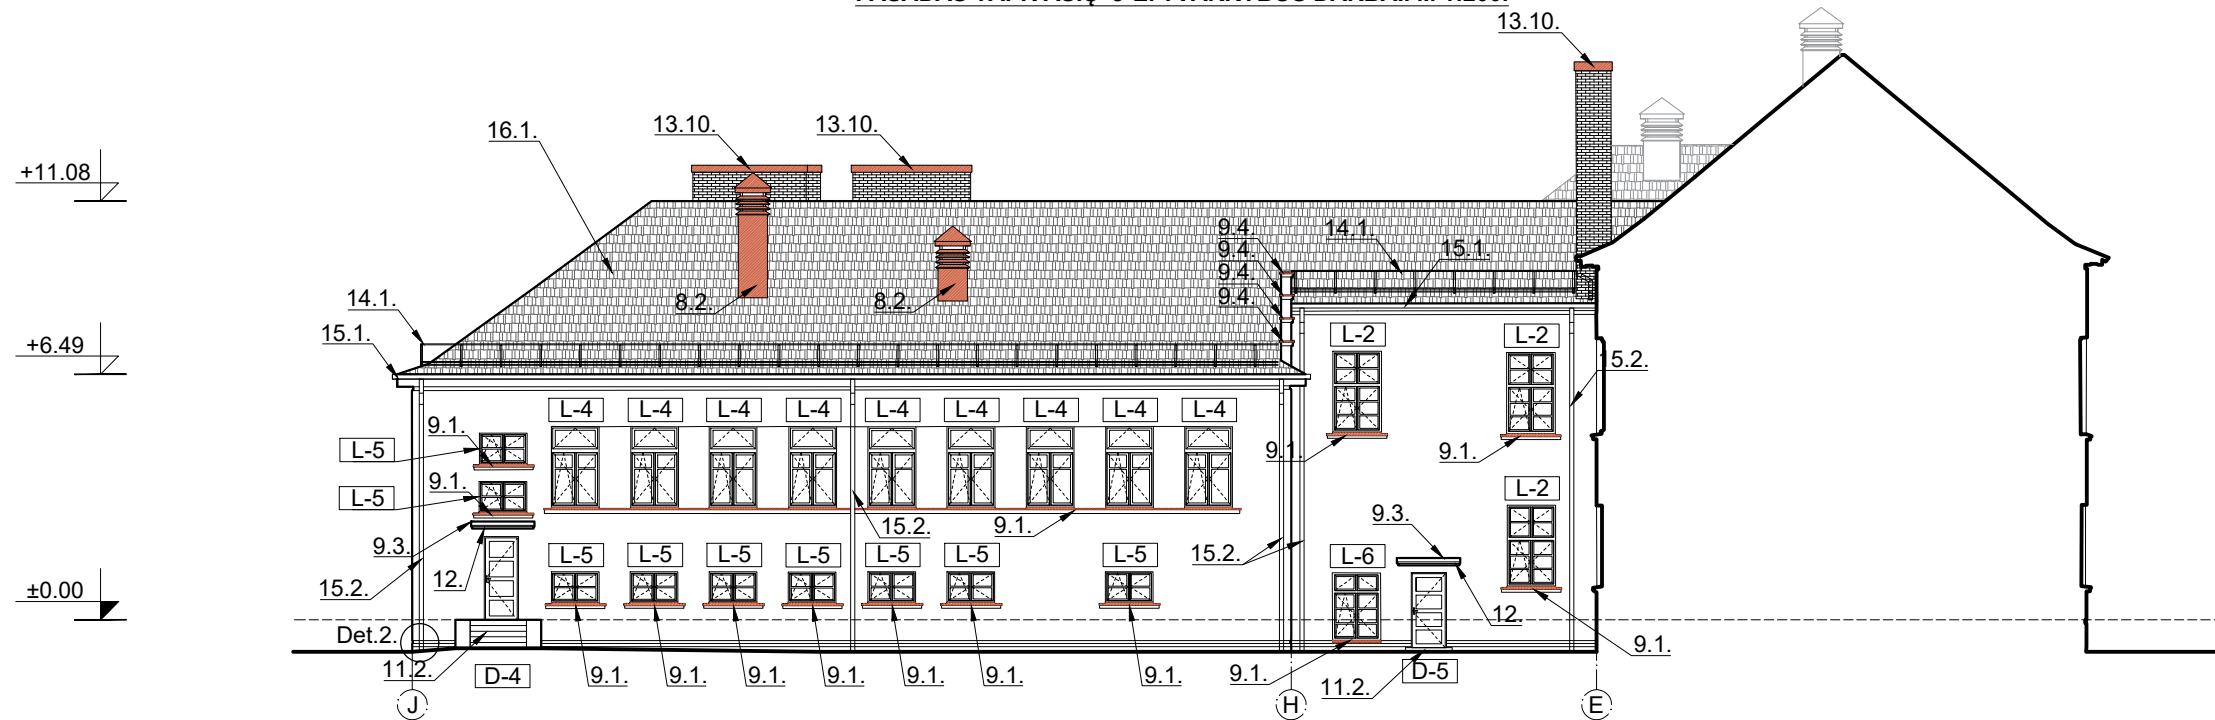 13.10.
13.10.
13.10.
16.1.
+11.08
9.4.
14.1.
9.4.
15.1.
9.4.
14.1.
8.2.
8.2.
9.4.
15.1.
L-2
L-2
+6.49
15.2.
L-4
L-4
L-4
L-4
L-4
L-4
L-4
L-4
L-4
9.1.
L-5
9.1.
9.1.
9.1.
L-5
L-2
9.3.
15.2.
9.1.
9.3.
L-5
L-5
L-5
L-5
L-5
L-5
L-5
15.2.
L-6
15.2.
12.
±0.00
12.
Det.2.
9.1.
11.2.
D-4
9.1.
9.1.
9.1.
9.1.
9.1.
9.1.
9.1.
9.1.
11.2.
D-5
J
H
E